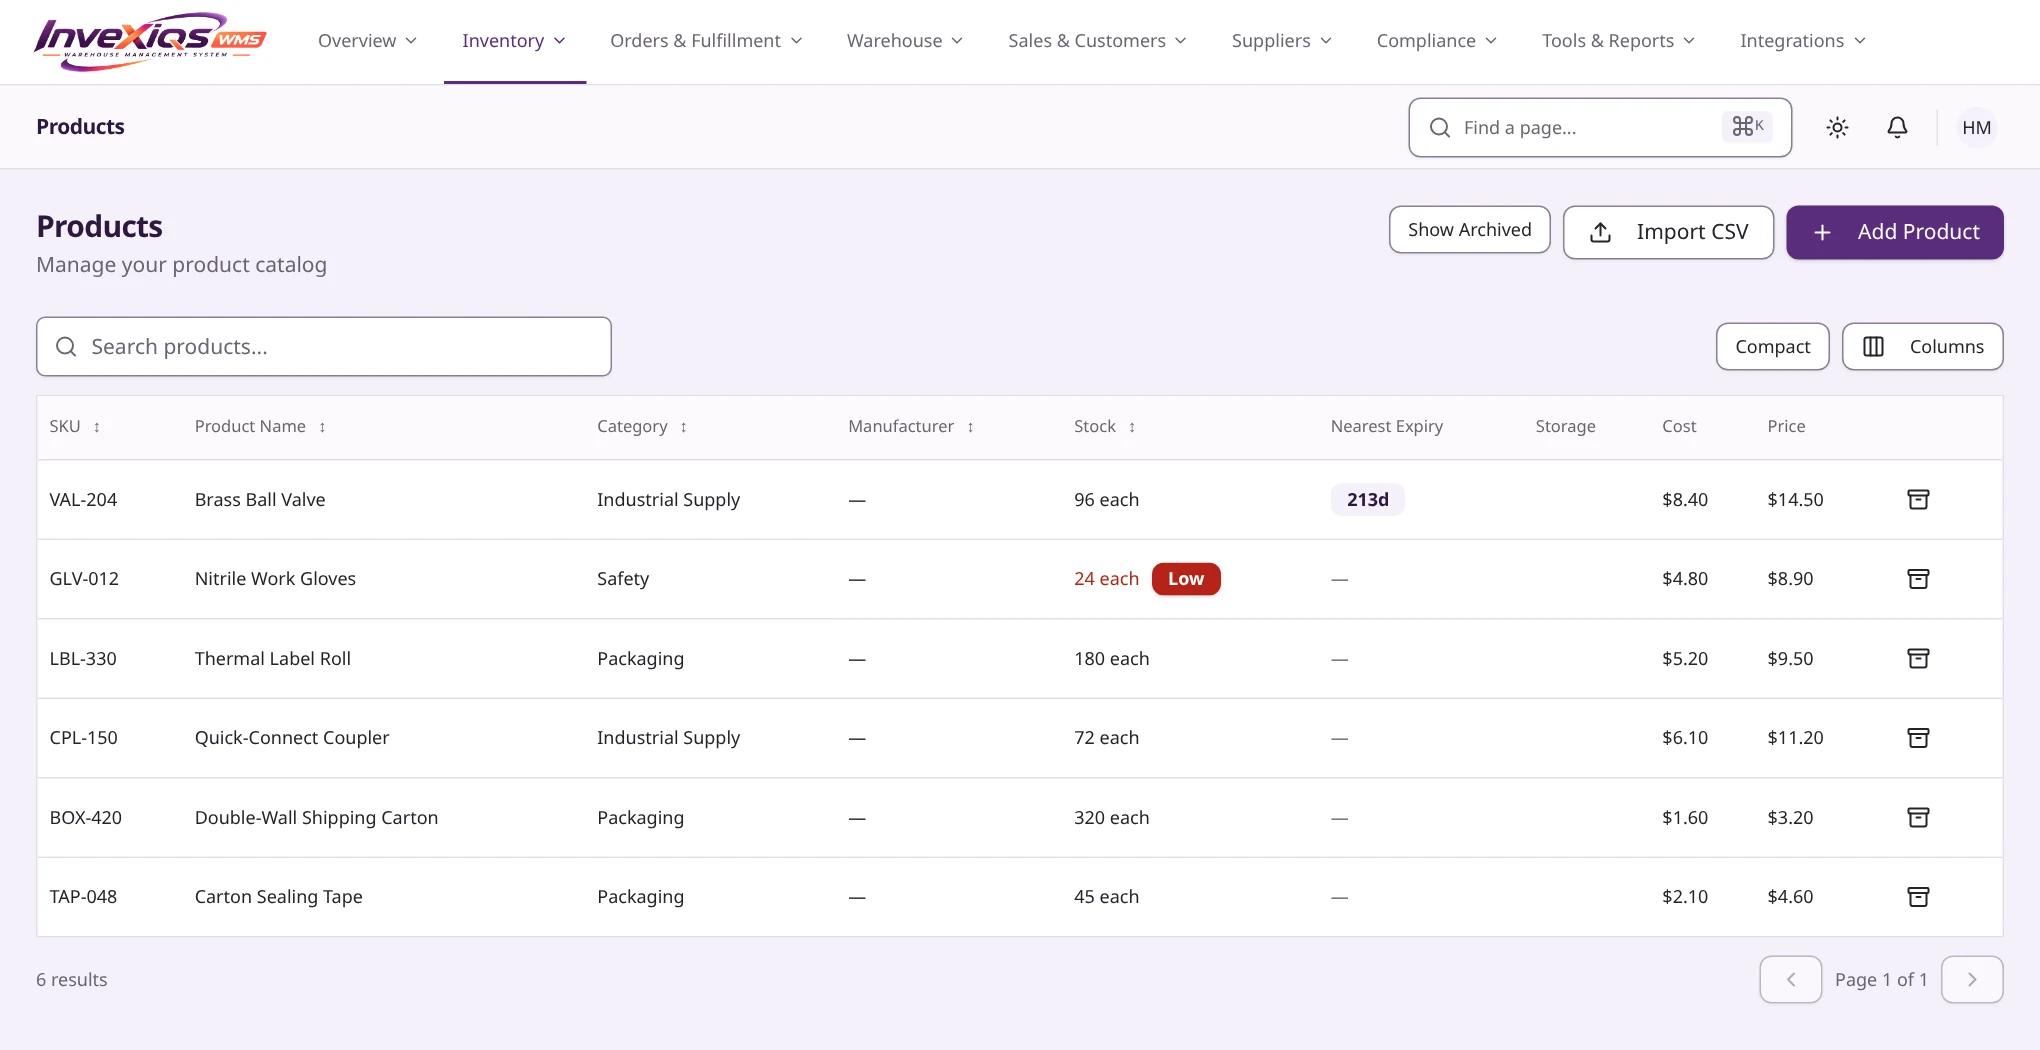 Invexiqs WMS
WAREHOUSE MANAGEMENT SYSTEM
Overview Inventory Orders & Fulfillment Warehouse Sales & Customers Suppliers Compliance Tools & Reports Integrations
Products
Find a page... ⌘K
HM
Products
Manage your product catalog
Show Archived Import CSV + Add Product
Search products...
Compact Columns
SKU ↕ Product Name ↕ Category ↕ Manufacturer ↕ Stock ↕ Nearest Expiry Storage Cost Price
VAL-204 Brass Ball Valve Industrial Supply — 96 each 213d $8.40 $14.50
GLV-012 Nitrile Work Gloves Safety — 24 each Low — $4.80 $8.90
LBL-330 Thermal Label Roll Packaging — 180 each — $5.20 $9.50
CPL-150 Quick-Connect Coupler Industrial Supply — 72 each — $6.10 $11.20
BOX-420 Double-Wall Shipping Carton Packaging — 320 each — $1.60 $3.20
TAP-048 Carton Sealing Tape Packaging — 45 each — $2.10 $4.60
6 results
Page 1 of 1